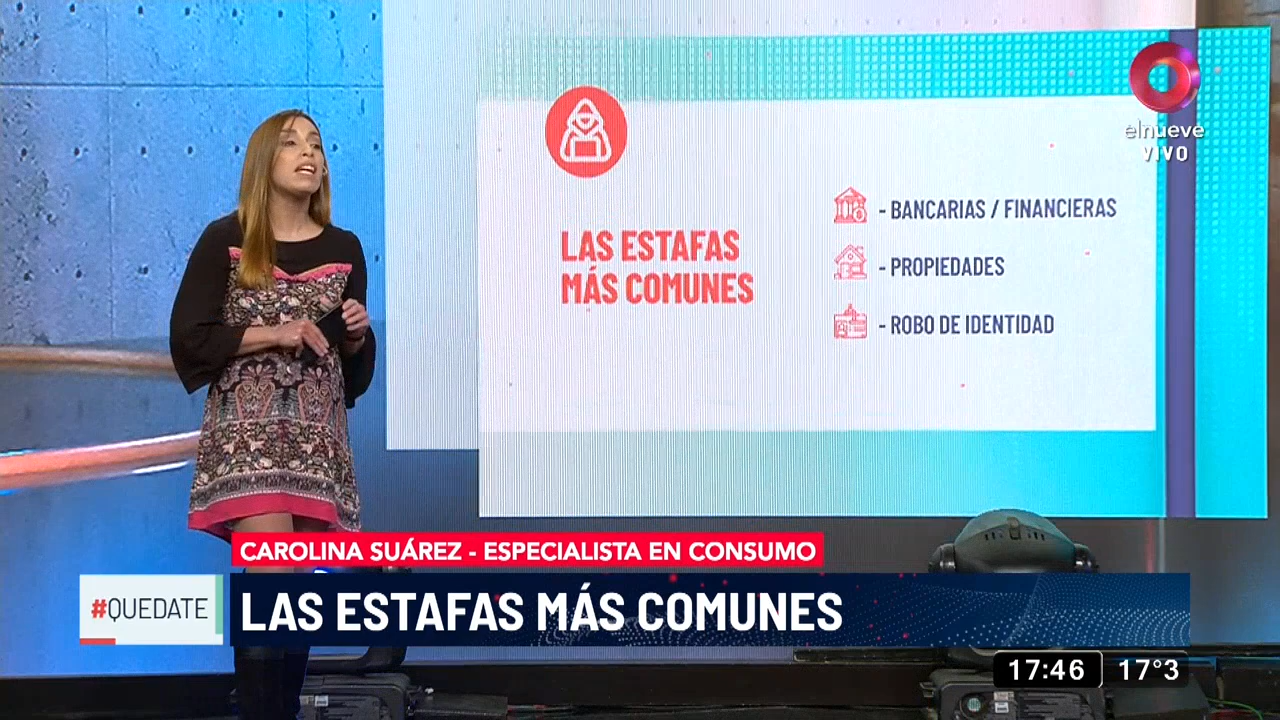 elnueve
VIVO
LAS ESTAFAS
MÁS COMUNES
- BANCARIAS / FINANCIERAS
- PROPIEDADES
- ROBO DE IDENTIDAD
CAROLINA SUÁREZ - ESPECIALISTA EN CONSUMO
#QUEDATE
LAS ESTAFAS MÁS COMUNES
17:46
17°3